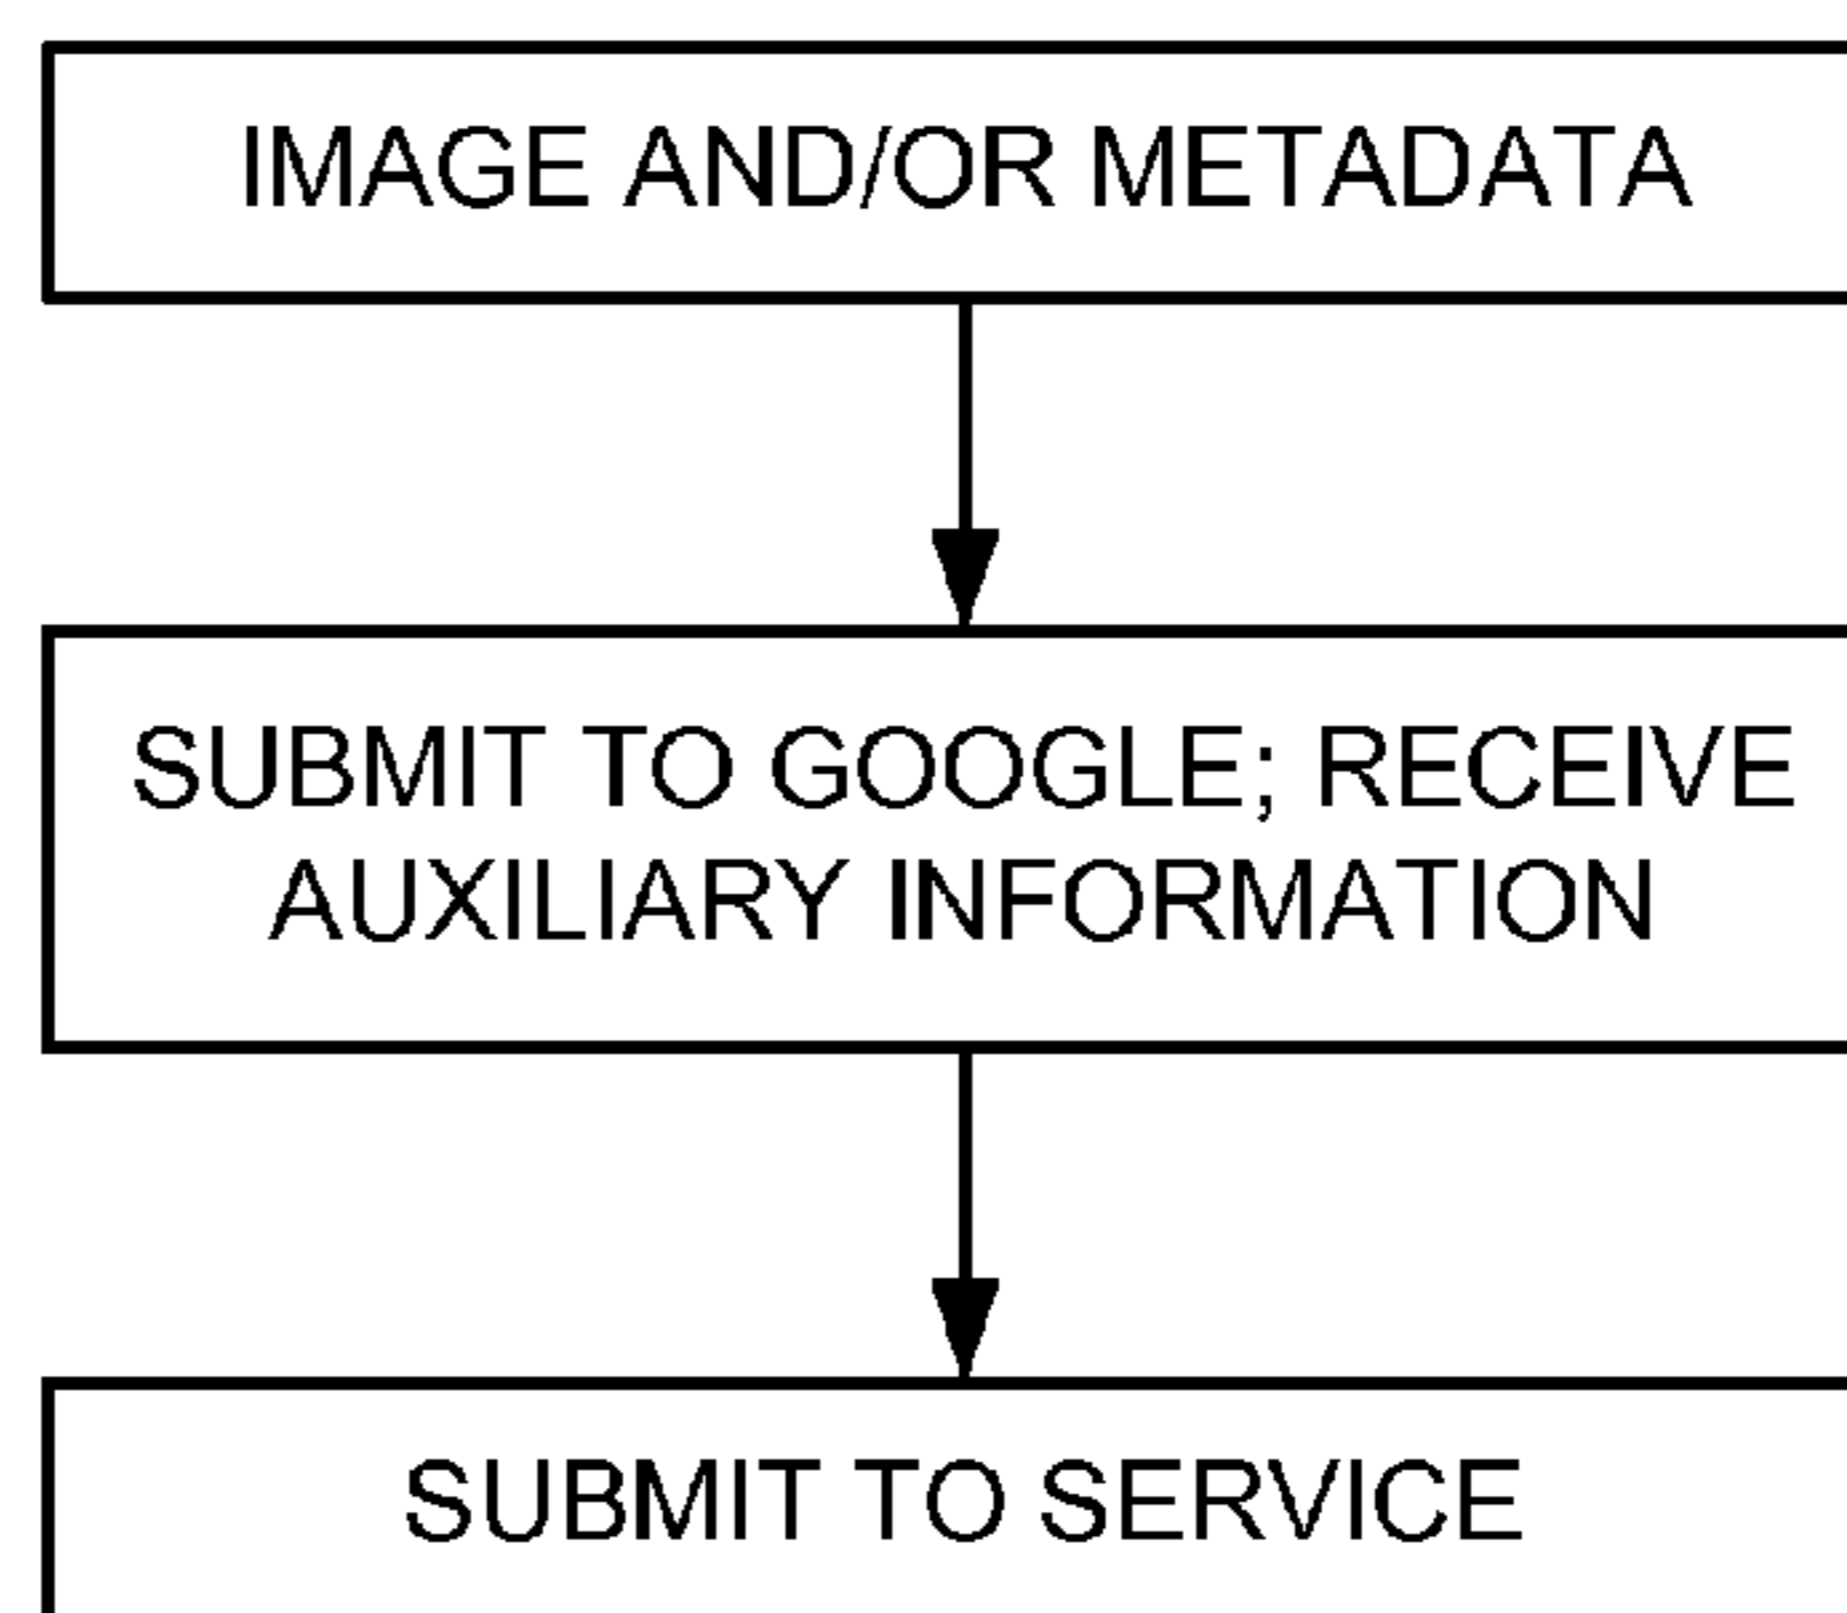 IMAGE AND/OR METADATA
SUBMIT TO GOOGLE; RECEIVE
AUXILIARY INFORMATION
SUBMIT TO SERVICE